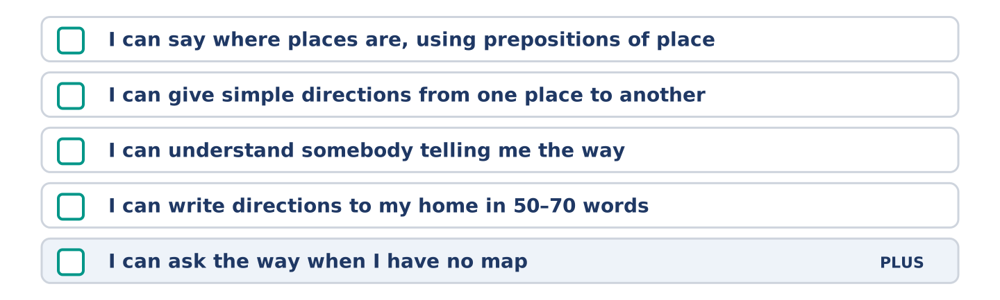 I can say where places are, using prepositions of place
I can give simple directions from one place to another
I can understand somebody telling me the way
I can write directions to my home in 50–70 words
I can ask the way when I have no map PLUS